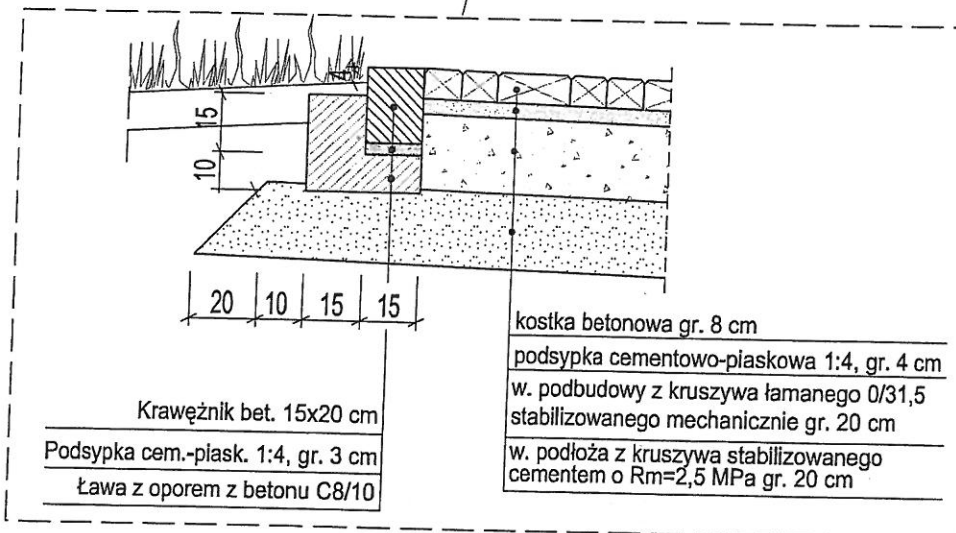 15
10
20 10 15 15
kostka betonowa gr. 8 cm
podsypka cementowo-piaskowa 1:4, gr. 4 cm
w. podbudowy z kruszywa łamanego 0/31,5
stabilizowanego mechanicznie gr. 20 cm
w. podłoża z kruszywa stabilizowanego
cementem o Rm=2,5 MPa gr. 20 cm
Krawężnik bet. 15x20 cm
Podsypka cem.-piask. 1:4, gr. 3 cm
Ława z oporem z betonu C8/10